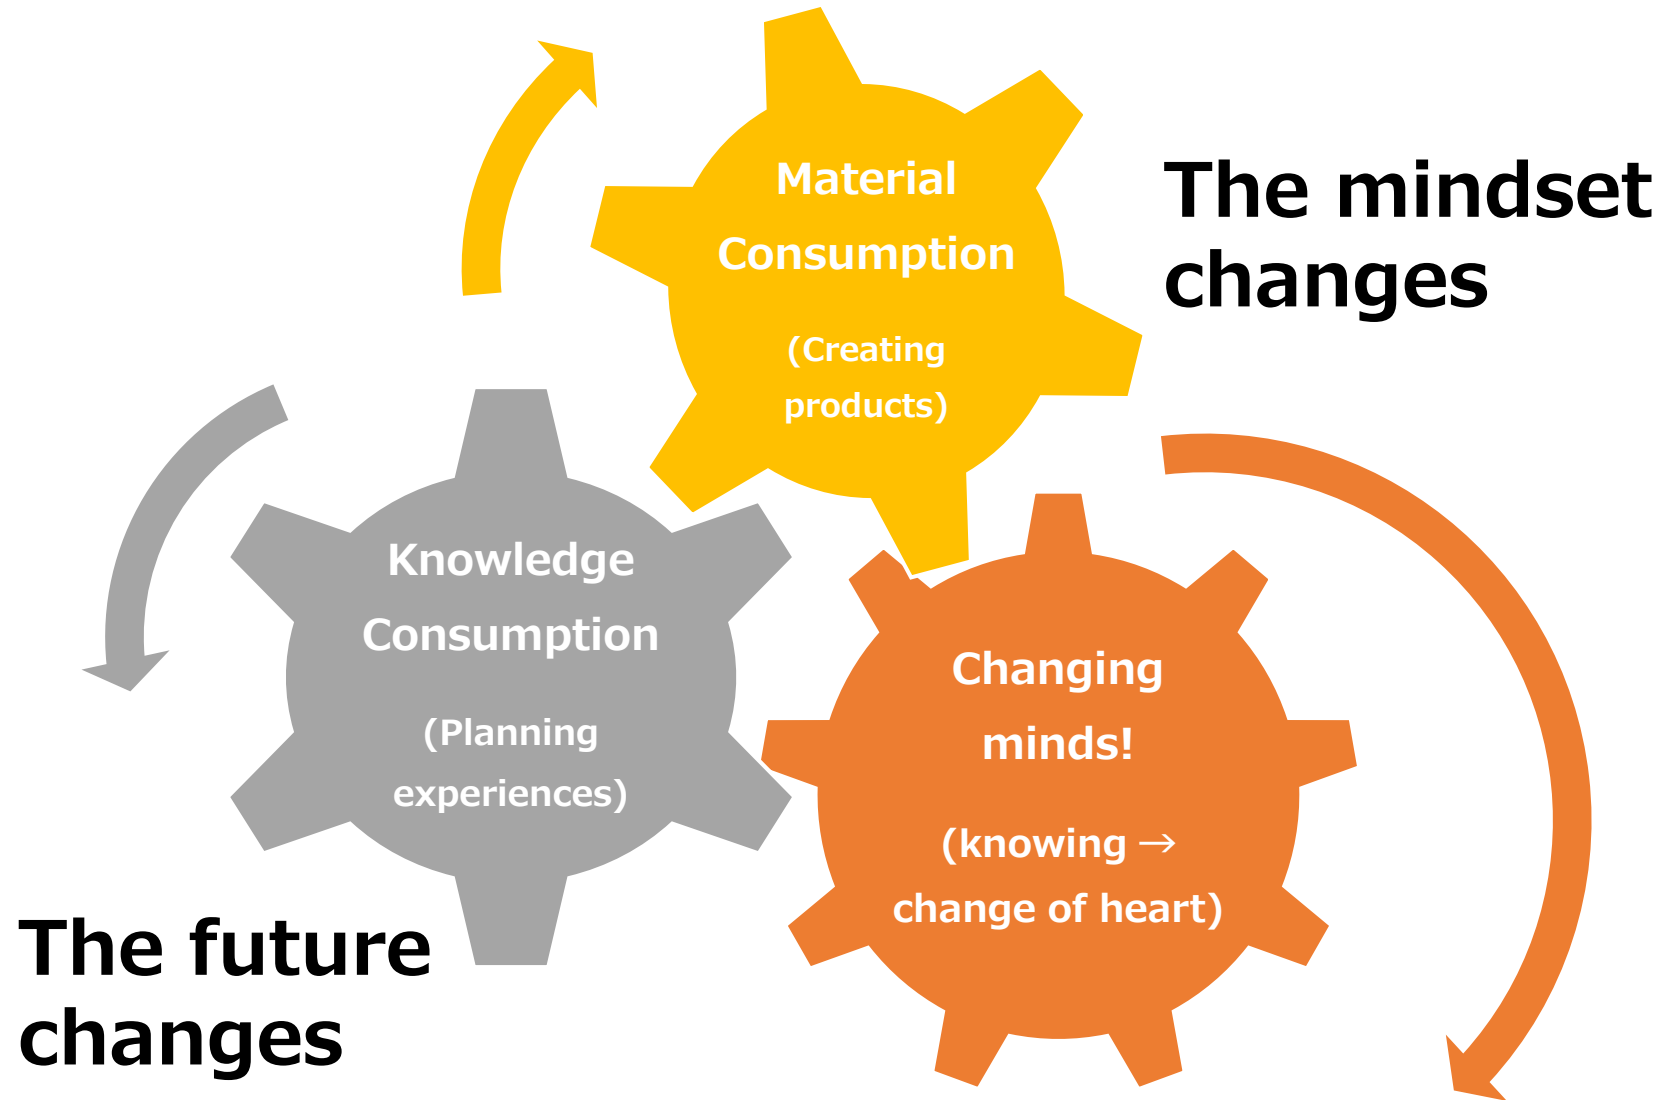 Material
Consumption
(Creating
products)
The mindset
changes
Knowledge
Consumption
(Planning
experiences)
Changing
minds!
(knowing →
change of heart)
The future
changes